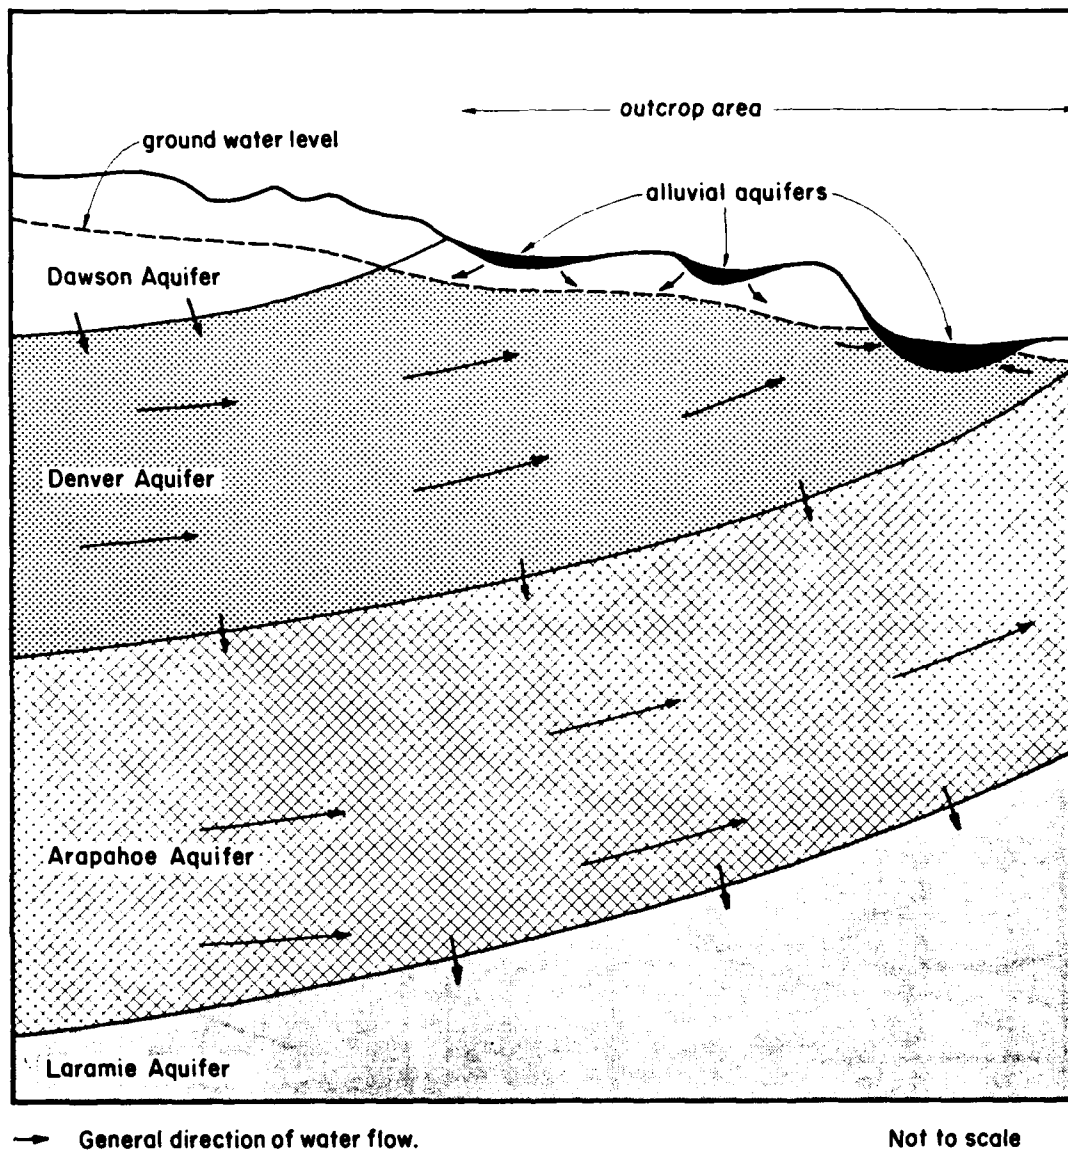 outcrop area
ground water level
alluvial aquifers
Dawson Aquifer
Denver Aquifer
Arapahoe Aquifer
Laramie Aquifer
General direction of water flow.
Not to scale